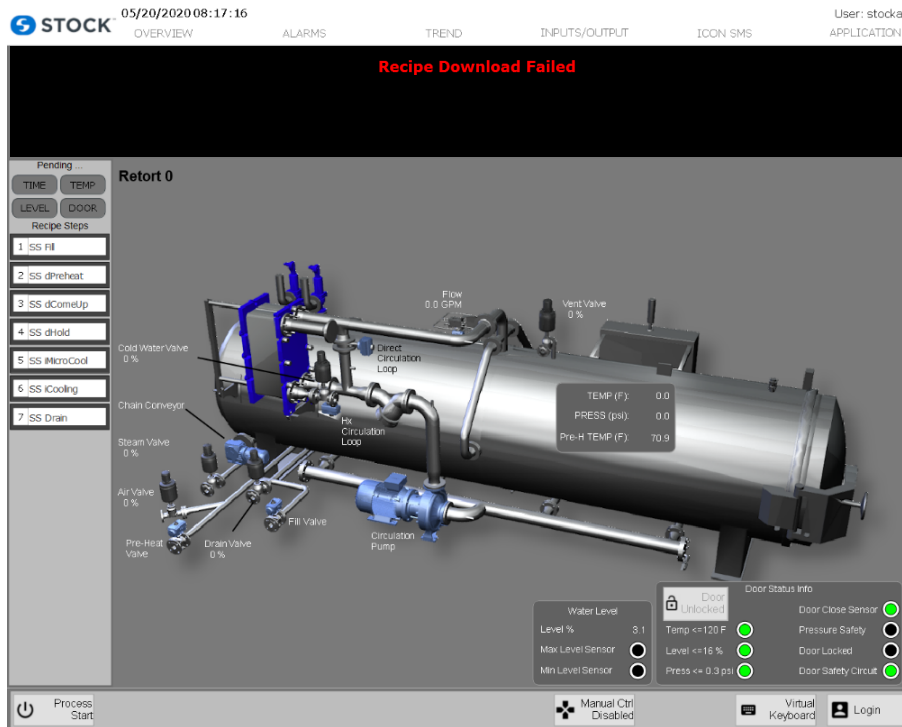 STOCK
05/20/2020 08:17:16
User: stocka
OVERVIEW
ALARMS
TREND
INPUTS/OUTPUT
ICON SMS
APPLICATION
Recipe Download Failed
Pending ...
TIME
TEMP
LEVEL
DOOR
Recipe Steps
1 SS Fill
2 SS dPreheat
3 SS dComeUp
4 SS dHold
5 SS iMicroCool
6 SS iCooling
7 SS Drain
Retort 0
Flow
0.0 GPM
Vent Valve
0 %
Cold Water Valve
0 %
Direct
Circulation
Loop
Chain Conveyor
Hx
Circulation
Loop
TEMP (F): 0.0
PRESS (psi): 0.0
Pre-H TEMP (F): 70.9
Steam Valve
0 %
Air Valve
0 %
Pre-Heat
Valve
Drain Valve
0 %
Fill Valve
Circulation
Pump
Water Level
Level % 3.1
Max Level Sensor
Min Level Sensor
Door Status Info
Door
Unlocked
Door Close Sensor
Temp <=120 F
Pressure Safety
Level <=16 %
Door Locked
Press <= 0.3 psi
Door Safety Circuit
Process
Start
Manual Ctrl
Disabled
Virtual
Keyboard
Login